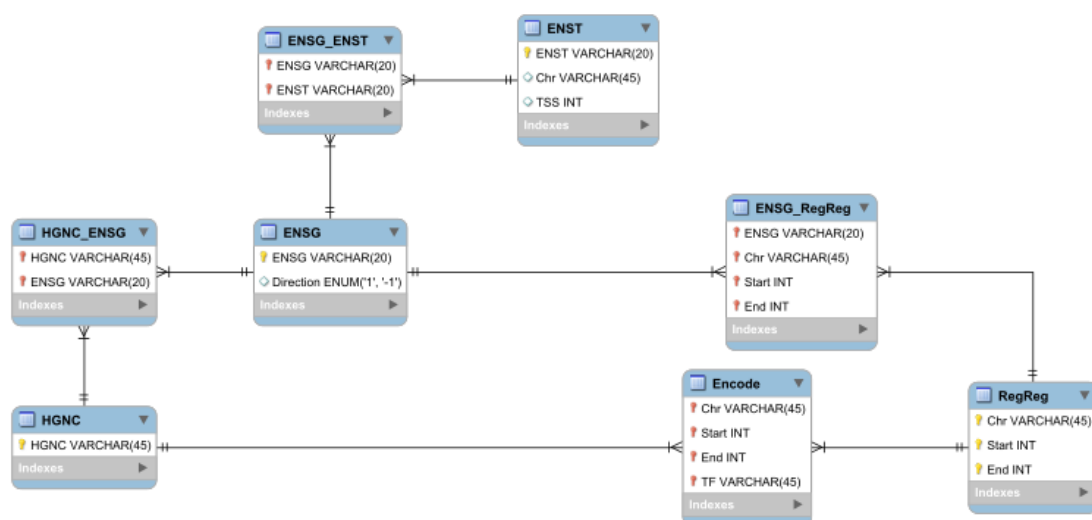 ENSG_ENST
ENSG VARCHAR(20)
ENST VARCHAR(20)
Indexes
ENST
ENST VARCHAR(20)
Chr VARCHAR(45)
TSS INT
Indexes
HGNC_ENSG
HGNC VARCHAR(45)
ENSG VARCHAR(20)
Indexes
ENSG
ENSG VARCHAR(20)
Direction ENUM('1', '-1')
Indexes
ENSG_RegReg
ENSG VARCHAR(20)
Chr VARCHAR(45)
Start INT
End INT
Indexes
HGNC
HGNC VARCHAR(45)
Indexes
Encode
Chr VARCHAR(45)
Start INT
End INT
TF VARCHAR(45)
Indexes
RegReg
Chr VARCHAR(45)
Start INT
End INT
Indexes